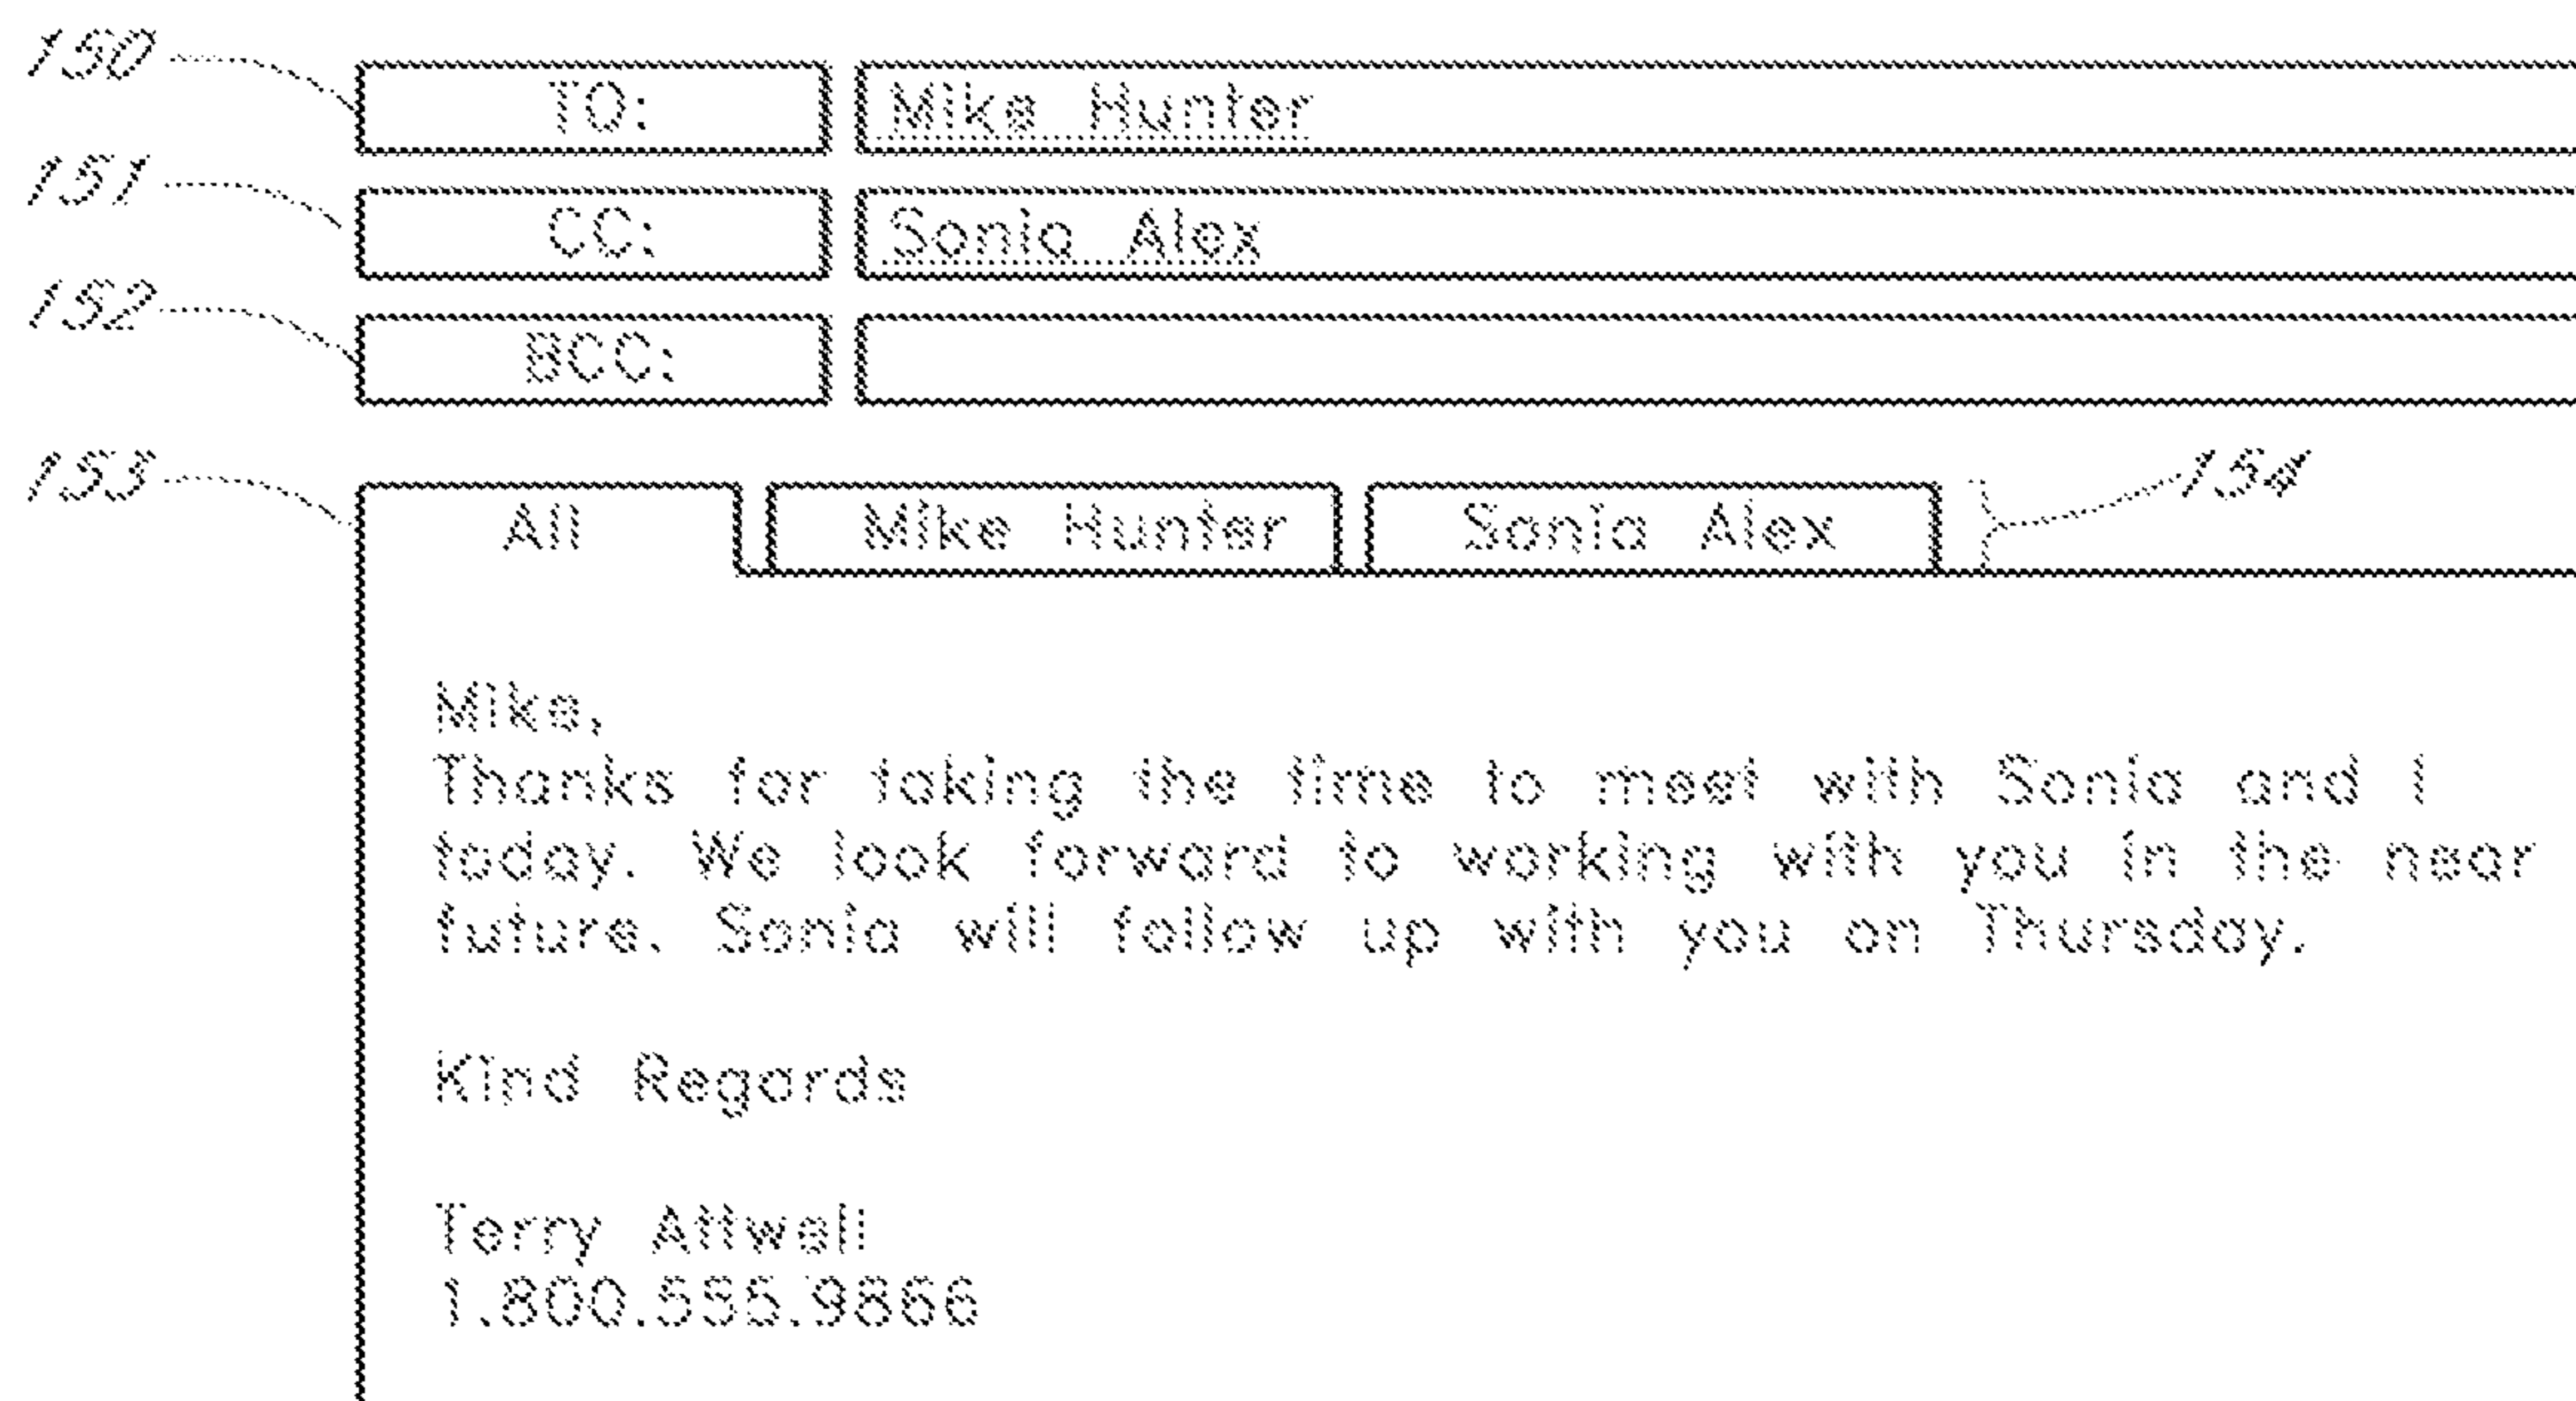 150 TO: Mike Hunter
151 CC: Sonia Alex
152 BCC:
153 All Mike Hunter Sonia Alex 154
Mike,
Thanks for taking the time to meet with Sonia and I
today. We look forward to working with you in the near
future. Sonia will follow up with you on Thursday.
Kind Regards
Terry Attwell
1.800.555.9866